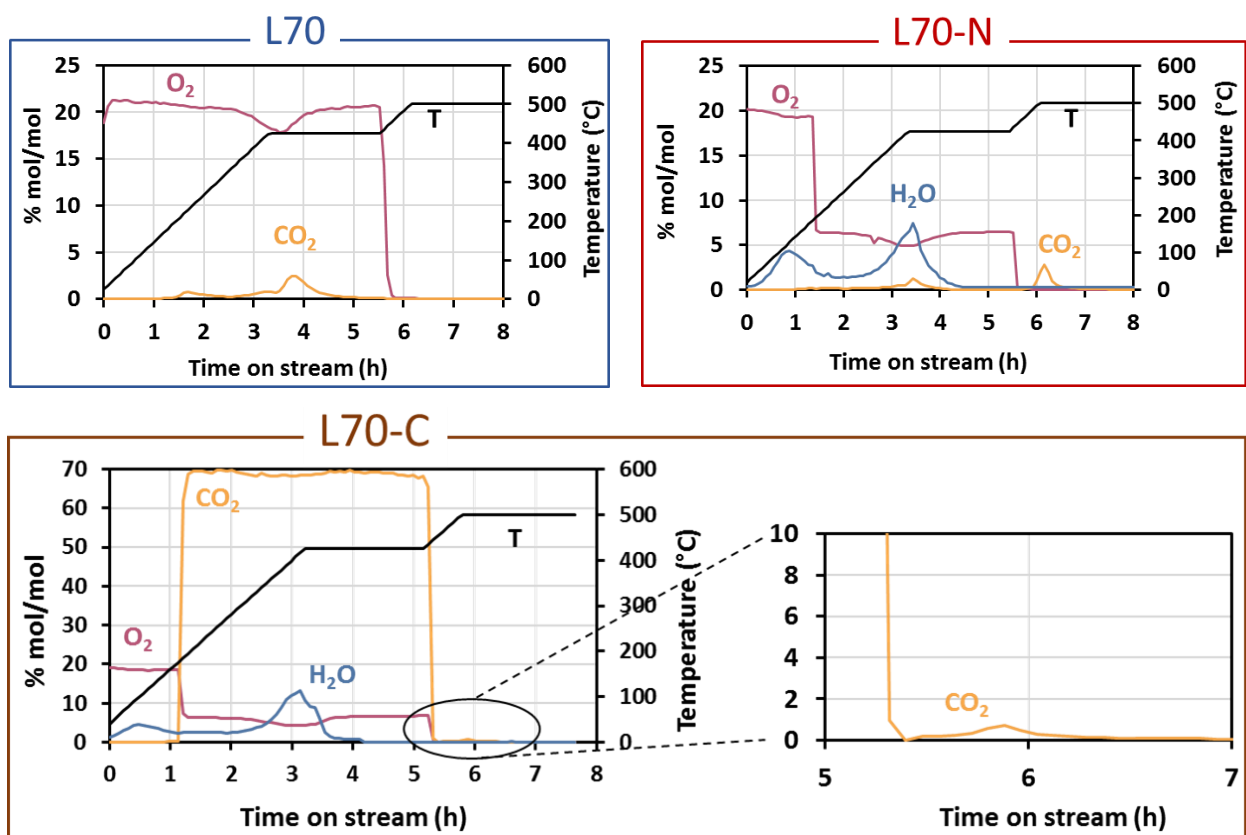 L70
% mol/mol
25
20
15
10
5
0
O₂
CO₂
T
600
500
400
300
200
100
0
Temperature (°C)
0 1 2 3 4 5 6 7 8
Time on stream (h)
L70-N
% mol/mol
25
20
15
10
5
0
O₂
H₂O
CO₂
T
600
500
400
300
200
100
0
Temperature (°C)
0 1 2 3 4 5 6 7 8
Time on stream (h)
L70-C
% mol/mol
70
60
50
40
30
20
10
0
CO₂
O₂
H₂O
T
600
500
400
300
200
100
0
Temperature (°C)
0 1 2 3 4 5 6 7 8
Time on stream (h)
10
8
6
4
2
0
CO₂
5 6 7
Time on stream (h)